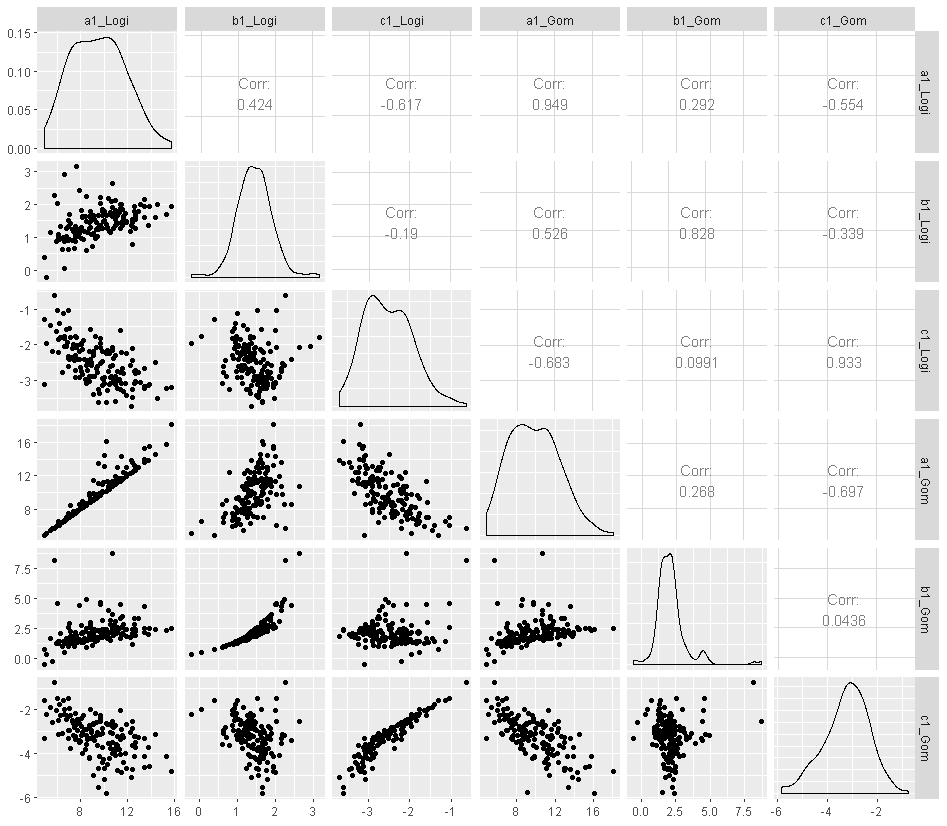 a1_Logi b1_Logi c1_Logi a1_Gom b1_Gom c1_Gom
0.15
0.10
0.05
0.00
Corr:
0.424
Corr:
-0.617
Corr:
0.949
Corr:
0.292
Corr:
-0.554
a1_Logi
3
2
1
0
Corr:
-0.19
Corr:
0.526
Corr:
0.828
Corr:
-0.339
b1_Logi
-1
-2
-3
Corr:
-0.683
Corr:
0.0991
Corr:
0.933
c1_Logi
16
12
8
Corr:
0.268
Corr:
-0.697
a1_Gom
7.5
5.0
2.5
0.0
Corr:
0.0436
b1_Gom
-2
-4
-6
c1_Gom
8 12 16 0 1 2 3 -3 -2 -1 8 12 16 0.0 2.5 5.0 7.5 -6 -4 -2